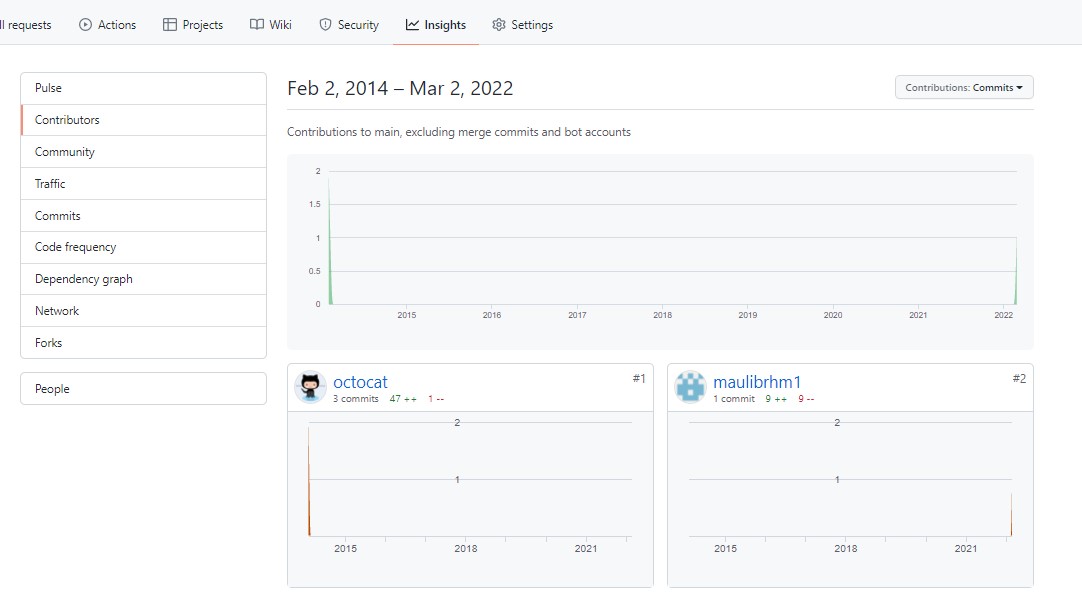 ll requests Actions Projects Wiki Security Insights Settings
Pulse
Contributors
Community
Traffic
Commits
Code frequency
Dependency graph
Network
Forks
People
Feb 2, 2014 – Mar 2, 2022
Contributions: Commits
Contributions to main, excluding merge commits and bot accounts
2
1.5
1
0.5
0
2015 2016 2017 2018 2019 2020 2021 2022
octocat #1
3 commits 47 ++ 1 --
2
1
2015 2018 2021
maulibrhm1 #2
1 commit 9 ++ 9 --
2
1
2015 2018 2021